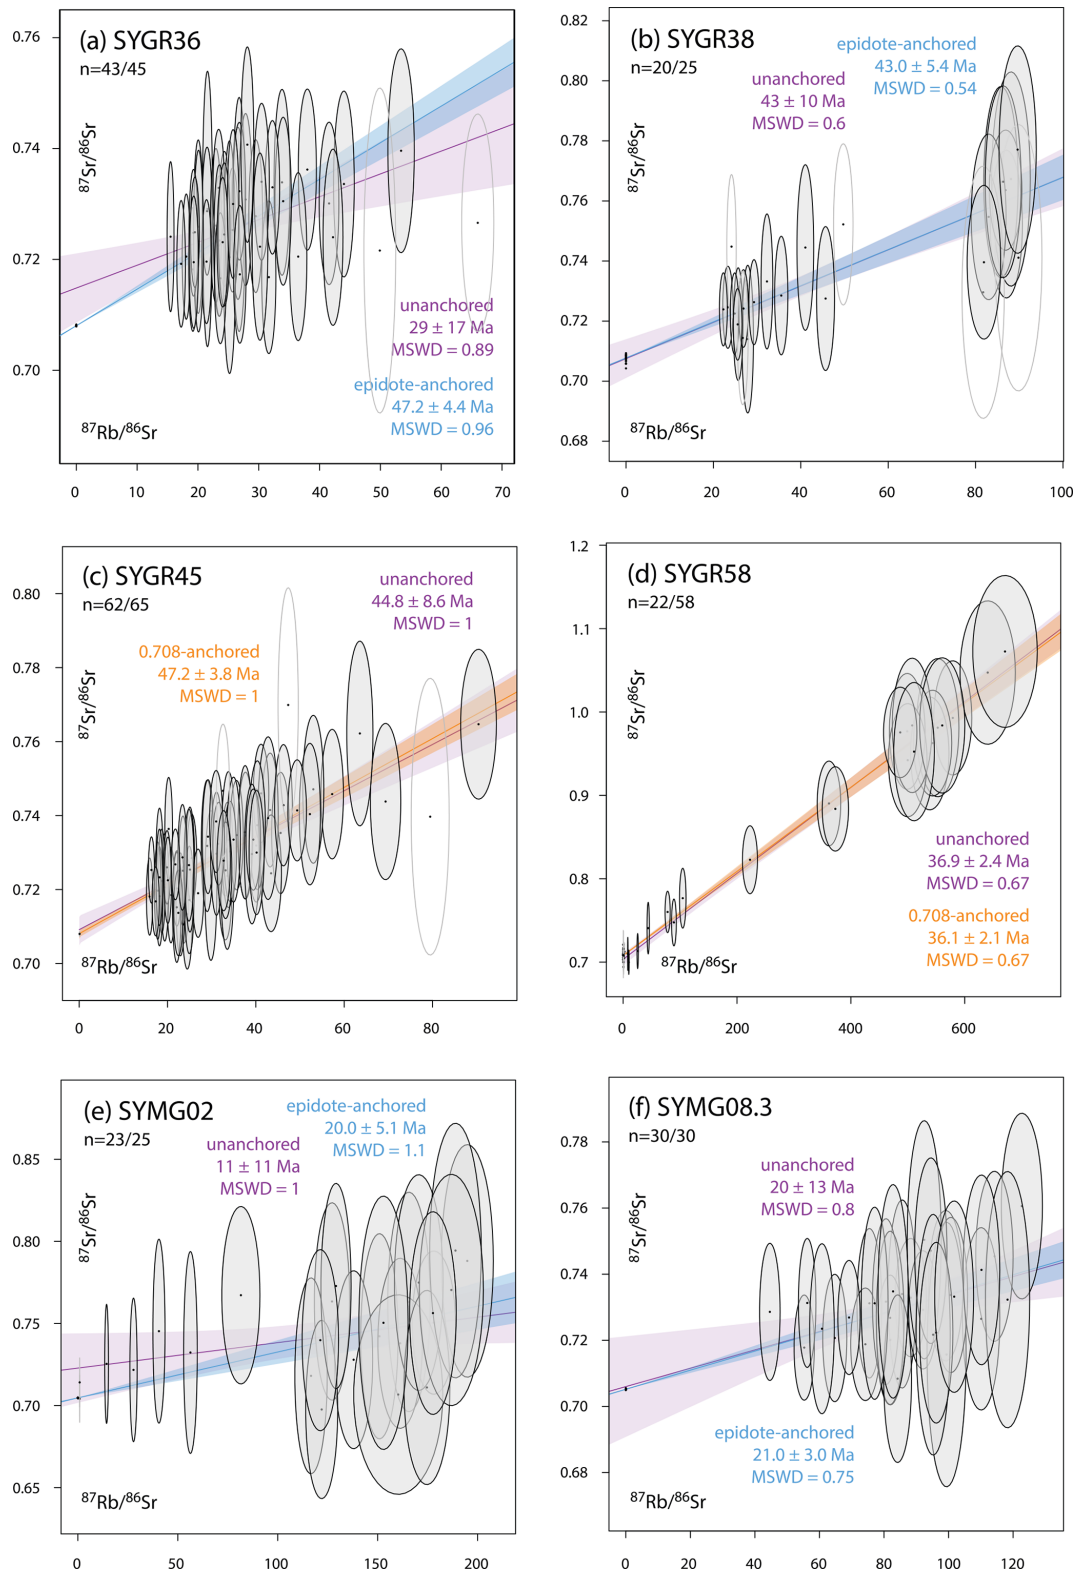 (a) SYGR36
n=43/45
87Sr/86Sr
0.76
0.74
0.72
0.70
unanchored
29 ± 17 Ma
MSWD = 0.89
epidote-anchored
47.2 ± 4.4 Ma
MSWD = 0.96
87Rb/86Sr
0 10 20 30 40 50 60 70
(b) SYGR38
n=20/25
87Sr/86Sr
0.82
0.80
0.78
0.76
0.74
0.72
0.70
0.68
epidote-anchored
43.0 ± 5.4 Ma
MSWD = 0.54
unanchored
43 ± 10 Ma
MSWD = 0.6
87Rb/86Sr
0 20 40 60 80 100
(c) SYGR45
n=62/65
87Sr/86Sr
0.80
0.78
0.76
0.74
0.72
0.70
unanchored
44.8 ± 8.6 Ma
MSWD = 1
0.708-anchored
47.2 ± 3.8 Ma
MSWD = 1
87Rb/86Sr
0 20 40 60 80
(d) SYGR58
n=22/58
87Sr/86Sr
1.2
1.1
1.0
0.9
0.8
0.7
unanchored
36.9 ± 2.4 Ma
MSWD = 0.67
0.708-anchored
36.1 ± 2.1 Ma
MSWD = 0.67
87Rb/86Sr
0 200 400 600
(e) SYMG02
n=23/25
87Sr/86Sr
0.85
0.80
0.75
0.70
0.65
epidote-anchored
20.0 ± 5.1 Ma
MSWD = 1.1
unanchored
11 ± 11 Ma
MSWD = 1
87Rb/86Sr
0 50 100 150 200
(f) SYMG08.3
n=30/30
87Sr/86Sr
0.78
0.76
0.74
0.72
0.70
0.68
unanchored
20 ± 13 Ma
MSWD = 0.8
epidote-anchored
21.0 ± 3.0 Ma
MSWD = 0.75
87Rb/86Sr
0 20 40 60 80 100 120